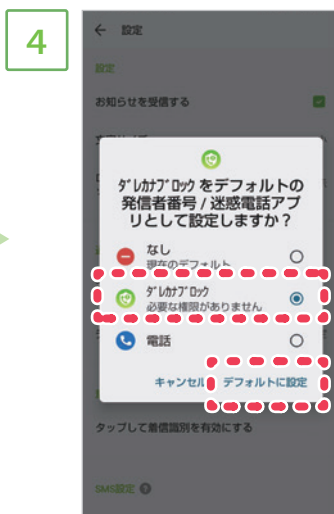 4
← 設定
設定
お知らせを受信する
ﾀﾞﾚｶﾅﾌﾞﾛｯｸ をデフォルトの
発信者番号 / 迷惑電話アプ
リとして設定しますか？
なし
現在のデフォルト
ﾀﾞﾚｶﾅﾌﾞﾛｯｸ
必要な権限がありません
電話
キャンセル デフォルトに設定
タップして着信識別を有効にする
SMS設定 ?